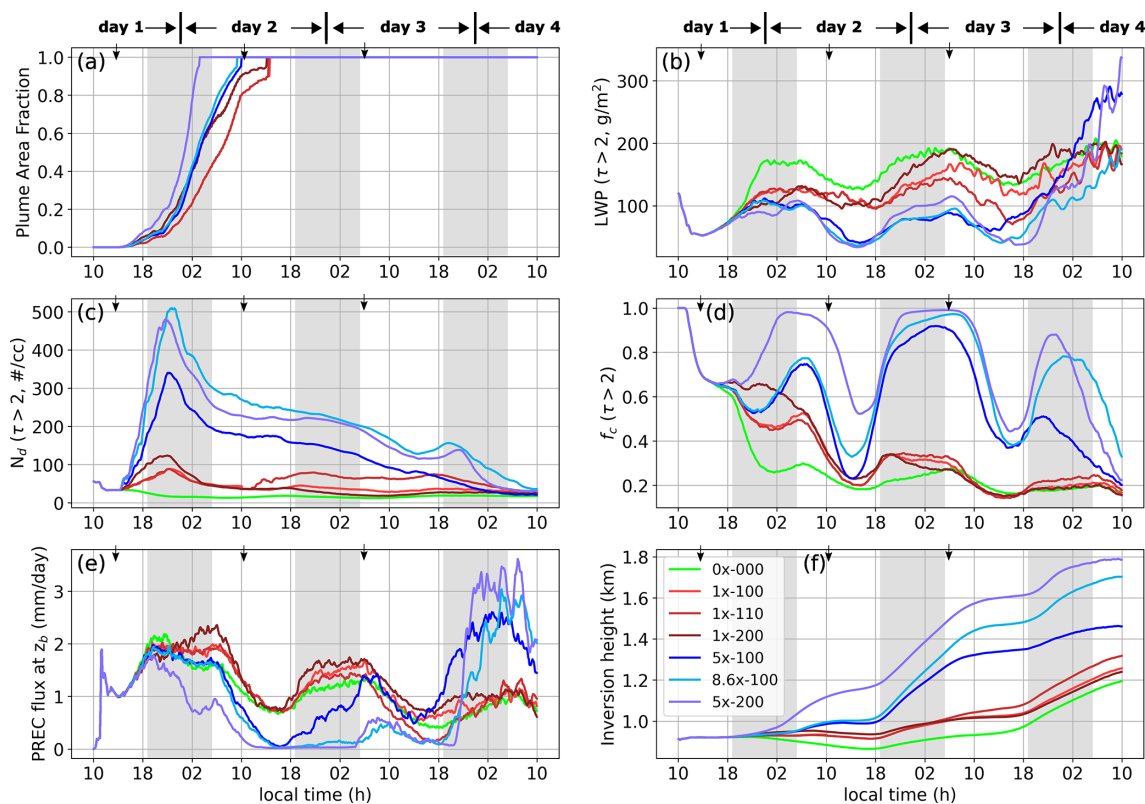 day 1 day 2 day 3 day 4 day 1 day 2 day 3 day 4
(a)
Plume Area Fraction
1.0
0.8
0.6
0.4
0.2
0.0
10 18 02 10 18 02 10 18 02 10
(b)
LWP (τ > 2, g/m²)
300
200
100
10 18 02 10 18 02 10 18 02 10
(c)
N_d (τ > 2, #/cc)
500
400
300
200
100
0
10 18 02 10 18 02 10 18 02 10
(d)
f_c (τ > 2)
1.0
0.8
0.6
0.4
0.2
10 18 02 10 18 02 10 18 02 10
(e)
PREC flux at z_b (mm/day)
3
2
1
0
10 18 02 10 18 02 10 18 02 10
local time (h)
(f)
Inversion height (km)
1.8
1.6
1.4
1.2
1.0
0x-000
1x-100
1x-110
1x-200
5x-100
8.6x-100
5x-200
10 18 02 10 18 02 10 18 02 10
local time (h)